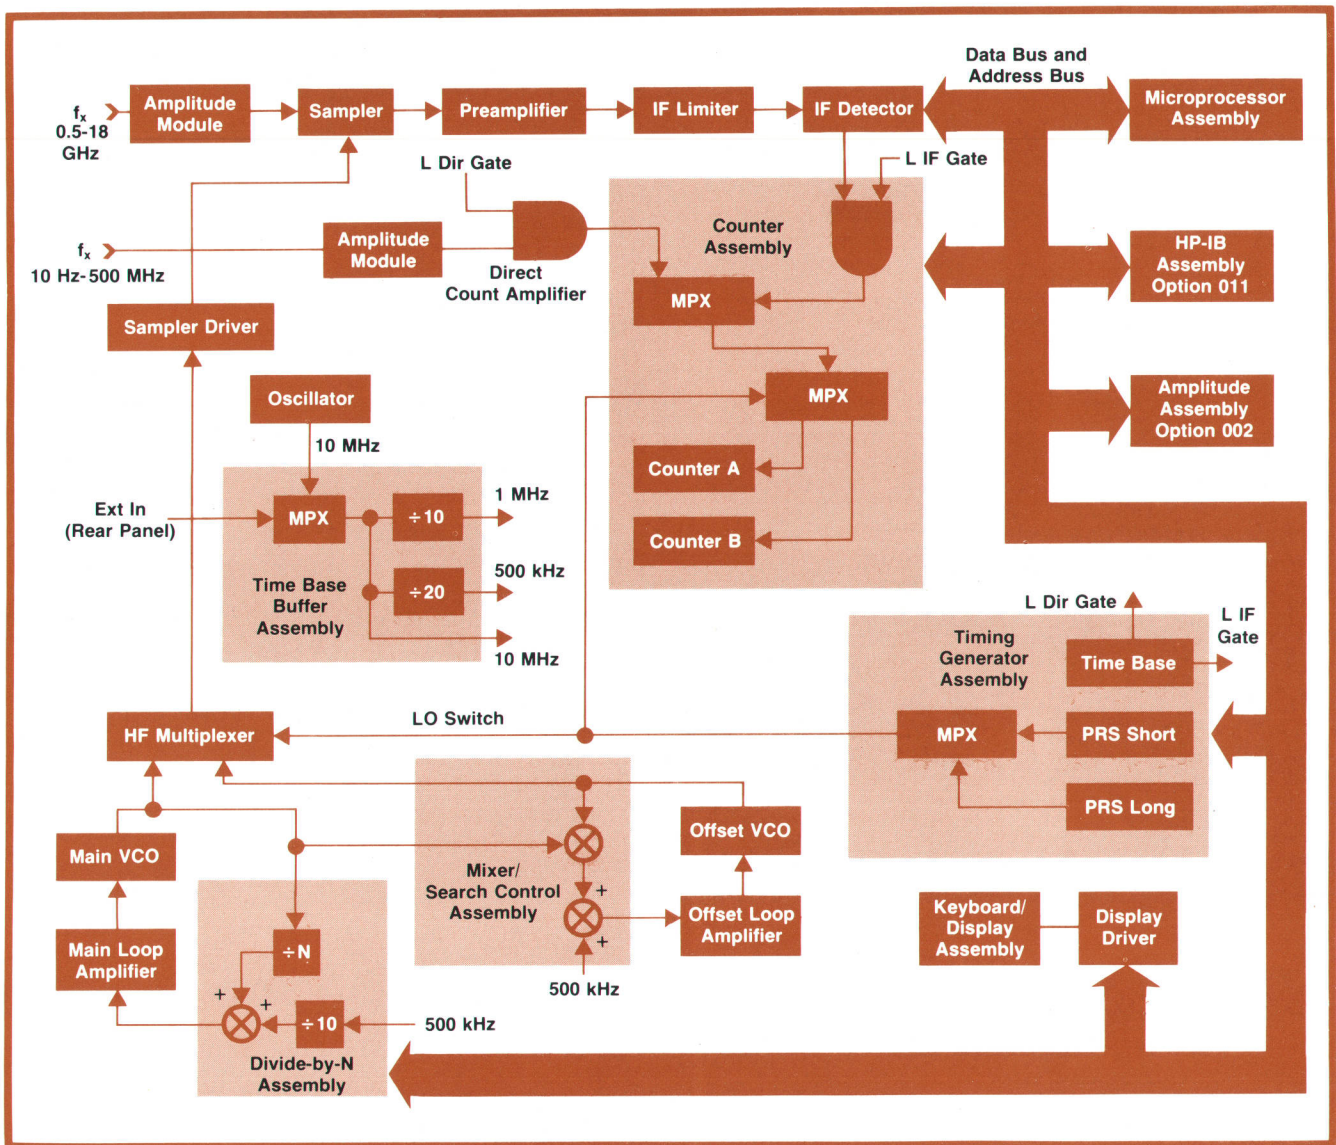 Data Bus and
Address Bus
fx
0.5-18
GHz
Amplitude
Module
Sampler
Preamplifier
IF Limiter
IF Detector
Microprocessor
Assembly
L Dir Gate
L IF Gate
Counter
Assembly
fx
10 Hz-500 MHz
Amplitude
Module
Direct
Count Amplifier
MPX
HP-IB
Assembly
Option 011
Sampler Driver
Oscillator
10 MHz
MPX
Amplitude
Assembly
Option 002
Counter A
Counter B
Ext In
(Rear Panel)
MPX
÷10
1 MHz
÷20
500 kHz
10 MHz
Time Base
Buffer
Assembly
L Dir Gate
L IF
Gate
Timing
Generator
Assembly
Time Base
MPX
PRS Short
PRS Long
HF Multiplexer
LO Switch
Main VCO
Main Loop
Amplifier
Mixer/
Search Control
Assembly
+
+
500 kHz
Offset VCO
Offset Loop
Amplifier
÷N
+
+
÷10
500 kHz
Divide-by-N
Assembly
Keyboard/
Display
Assembly
Display
Driver